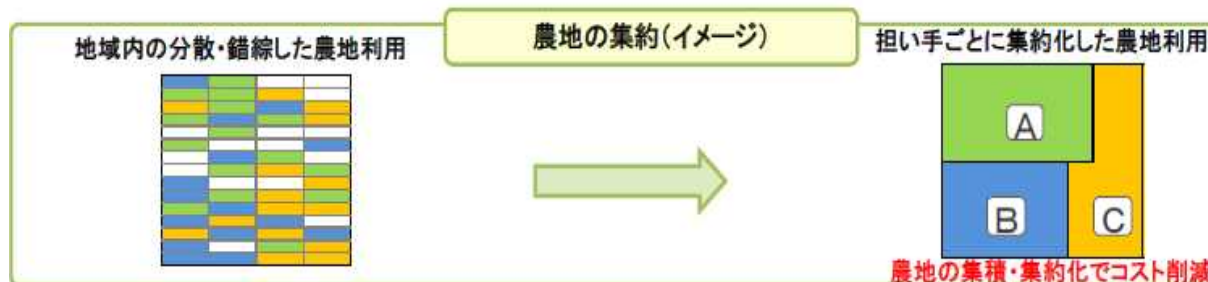 農地の集約(イメージ)
地域内の分散・錯綜した農地利用
担い手ごとに集約化した農地利用
A
B
C
農地の集積・集約化でコスト削減